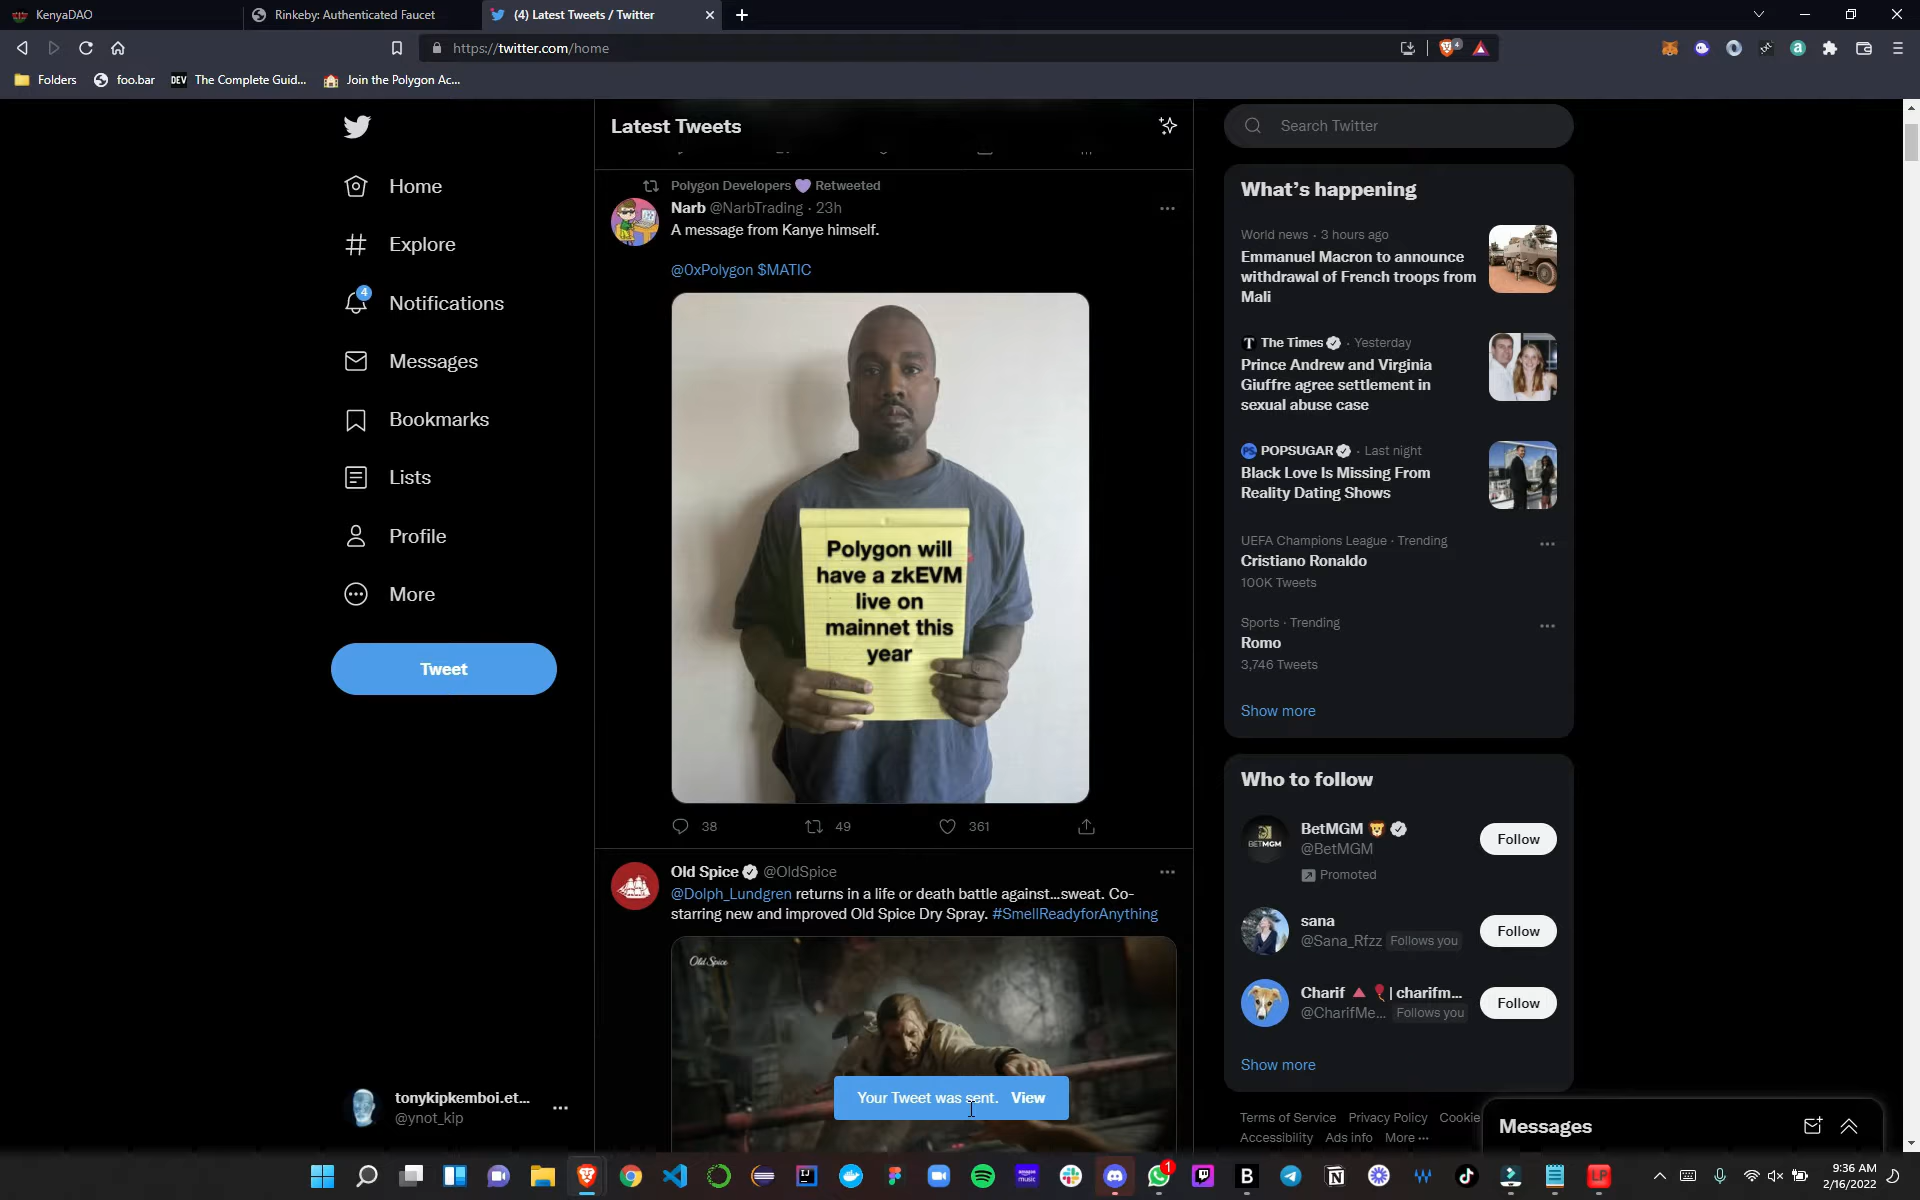 KenyaDAO
Rinkeby: Authenticated Faucet
(4) Latest Tweets / Twitter
https://twitter.com/home
4
Folders
foo.bar
DEV The Complete Guid...
Join the Polygon Ac...
Home
Explore
4
Notifications
Messages
Bookmarks
Lists
Profile
More
Tweet
tonykipkemboi.et...
@ynot_kip
Latest Tweets
Polygon Developers 💜 Retweeted
Narb @NarbTrading · 23h
A message from Kanye himself.
@0xPolygon $MATIC
Polygon will
have a zkEVM
live on
mainnet this
year
38
49
361
Old Spice @OldSpice
@Dolph_Lundgren returns in a life or death battle against...sweat. Co-
starring new and improved Old Spice Dry Spray. #SmellReadyforAnything
Old Spice
Your Tweet was sent. View
Search Twitter
What's happening
World news · 3 hours ago
Emmanuel Macron to announce
withdrawal of French troops from
Mali
The Times · Yesterday
Prince Andrew and Virginia
Giuffre agree settlement in
sexual abuse case
POPSUGAR · Last night
Black Love Is Missing From
Reality Dating Shows
UEFA Champions League · Trending
Cristiano Ronaldo
100K Tweets
Sports · Trending
Romo
3,746 Tweets
Show more
Who to follow
BETMGM
BetMGM 🦁
@BetMGM
Follow
Promoted
sana
@Sana_Rfzz Follows you
Follow
Charif 🔺 🎈 | charifm...
@CharifMe... Follows you
Follow
Show more
Terms of Service Privacy Policy Cookie
Accessibility Ads info More ···
Messages
1
9:36 AM
2/16/2022